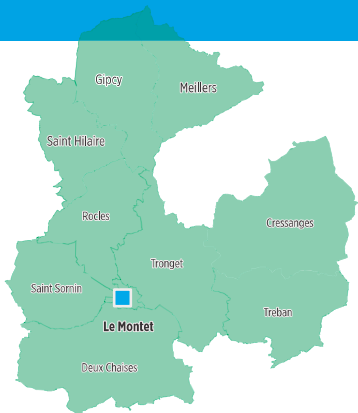 Gipcy
Meillers
Saint Hilaire
Rocles
Cressanges
Tronget
Saint Sornin
Le Montet
Treban
Deux Chaises